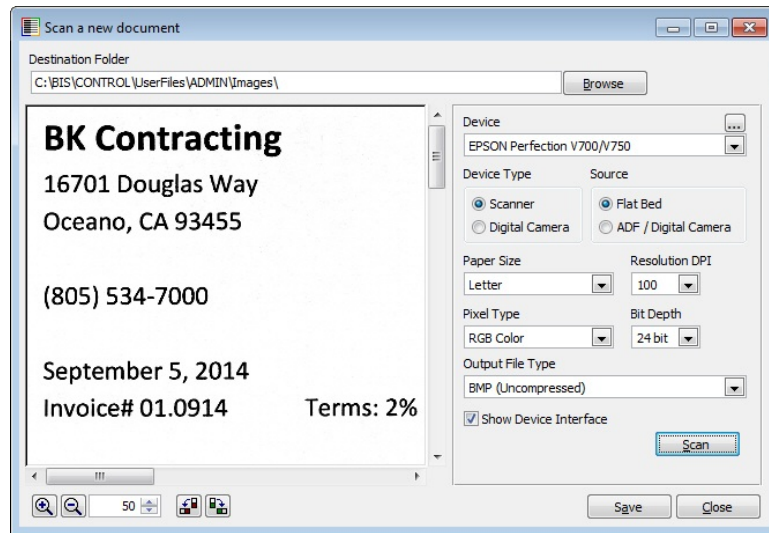 Scan a new document
Destination Folder
C:\BIS\CONTROL\UserFiles\ADMIN\Images\
Browse
BK Contracting
16701 Douglas Way
Oceano, CA 93455
(805) 534-7000
September 5, 2014
Invoice# 01.0914 Terms: 2%
Device
...
EPSON Perfection V700/V750
Device Type Source
Scanner Flat Bed
Digital Camera ADF / Digital Camera
Paper Size Resolution DPI
Letter 100
Pixel Type Bit Depth
RGB Color 24 bit
Output File Type
BMP (Uncompressed)
Show Device Interface
Scan
50
Save Close